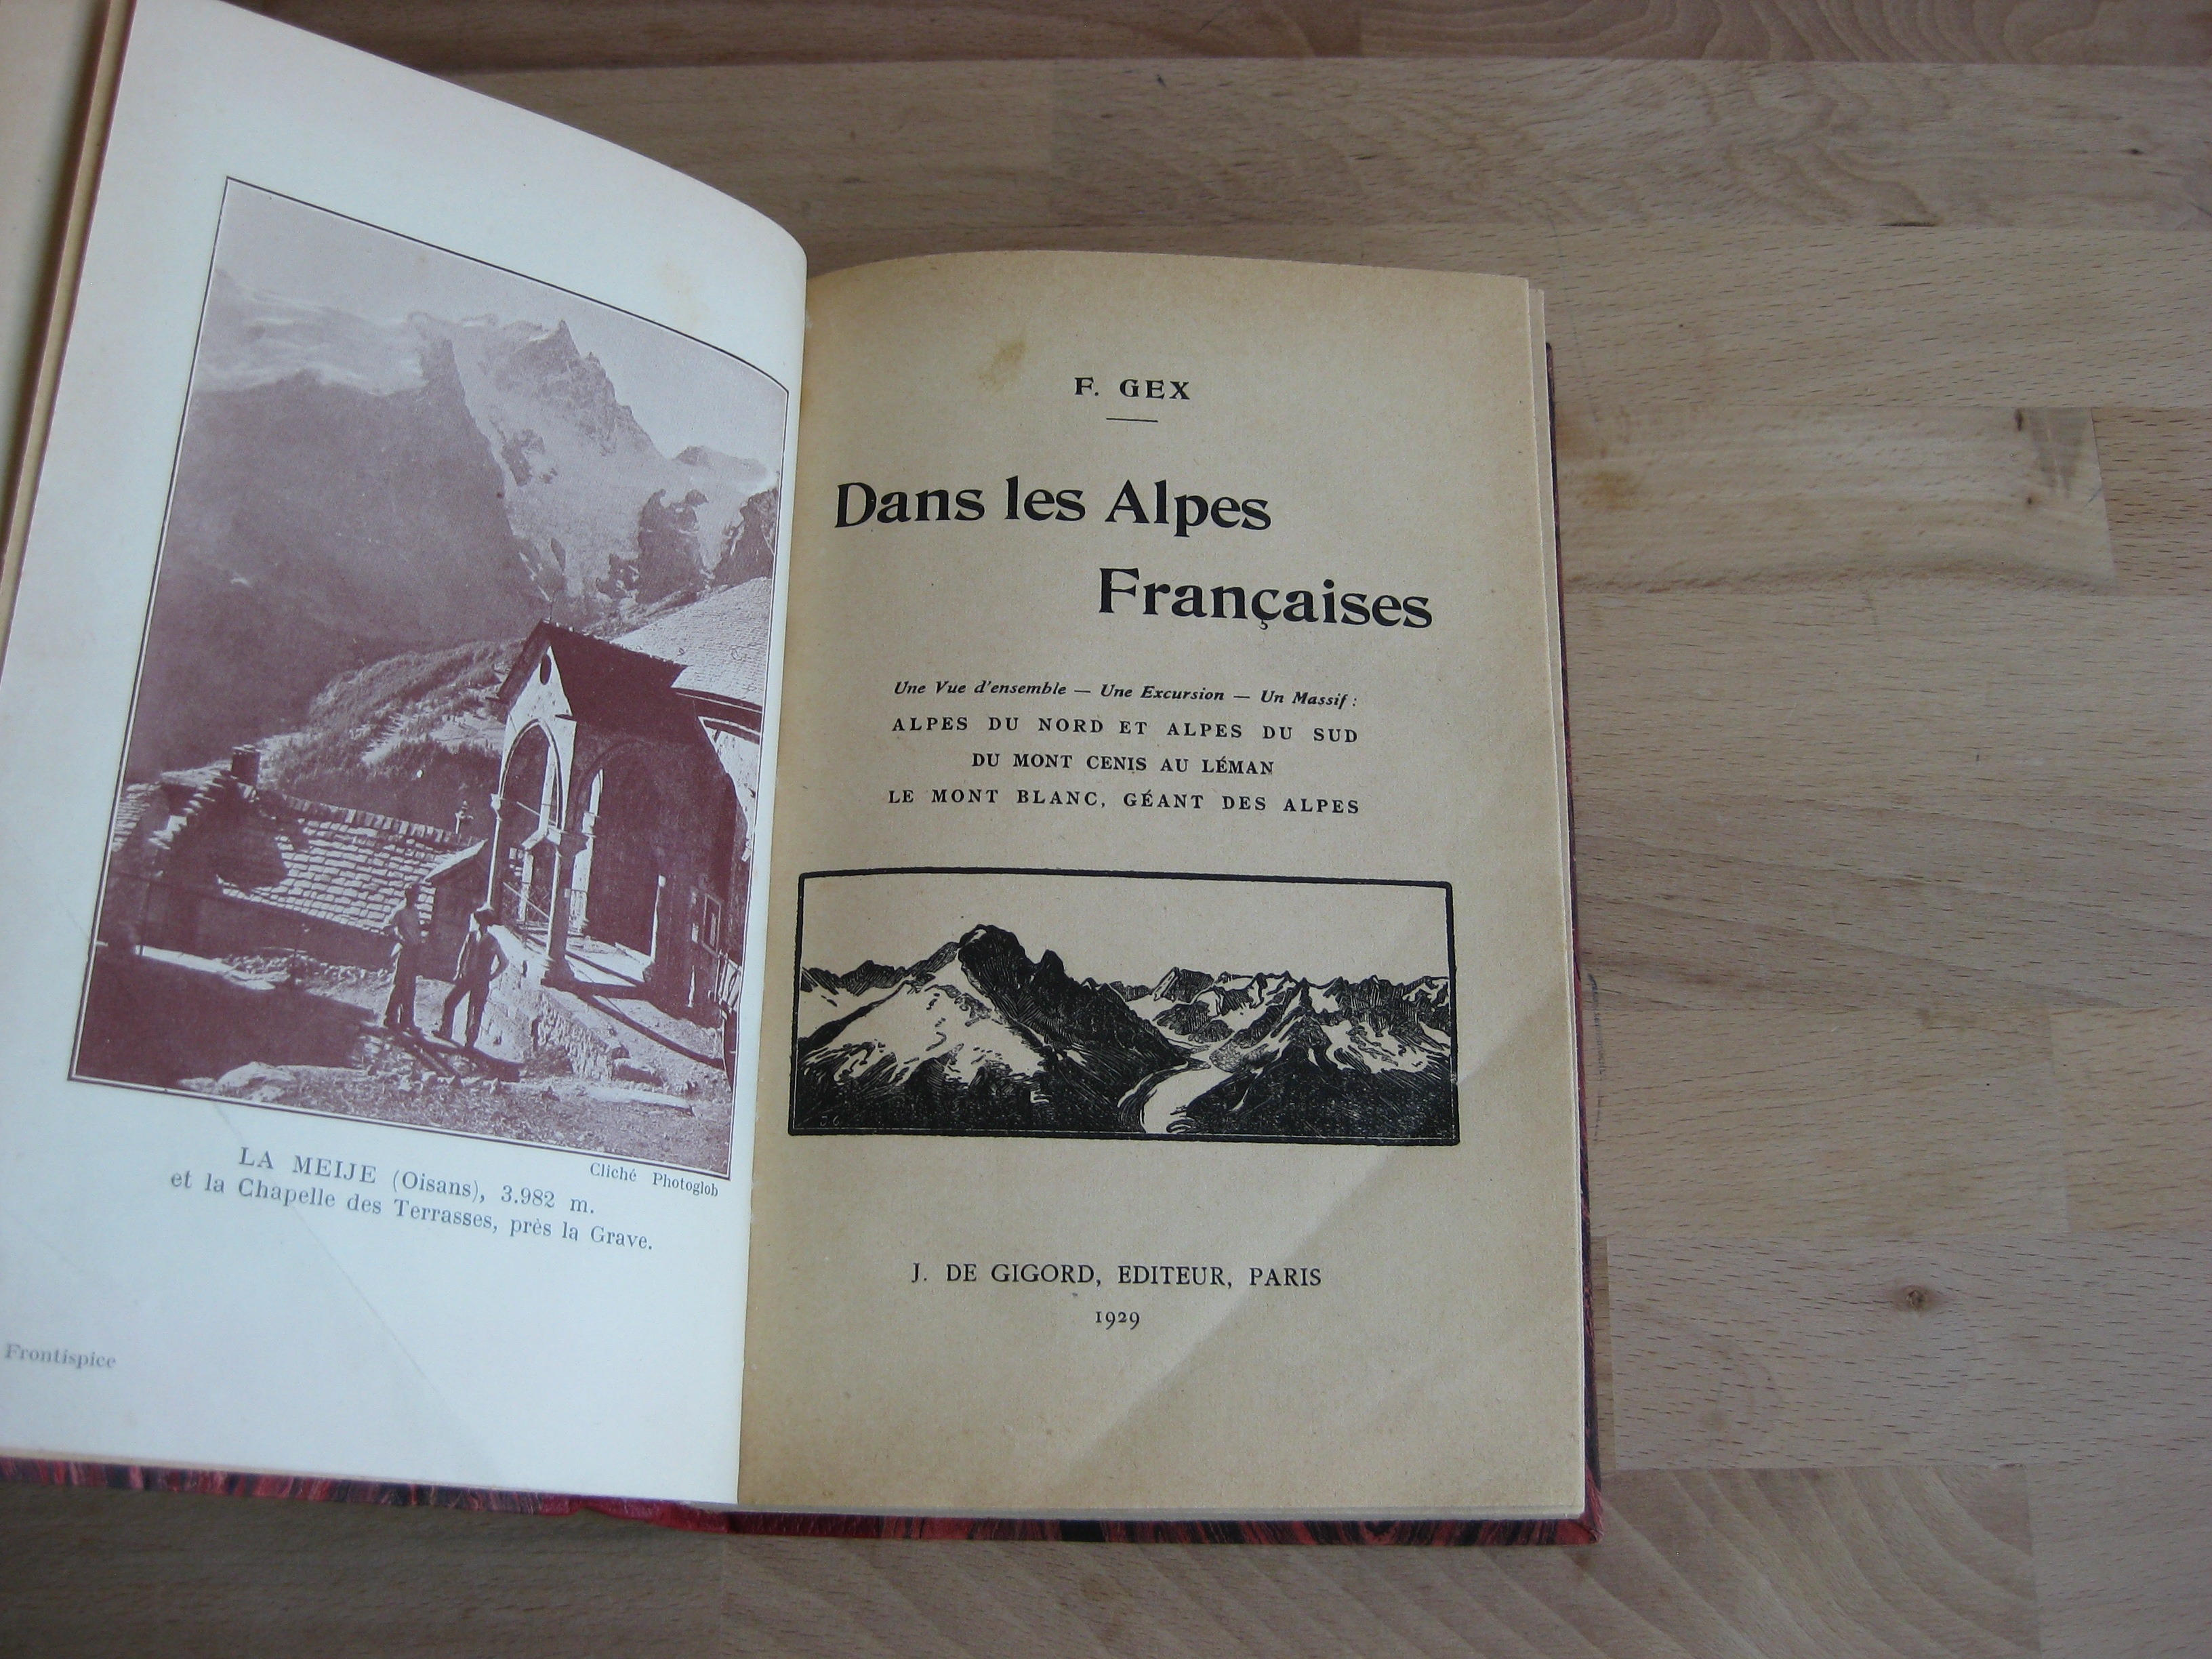 Cliché Photoglob
LA MEIJE (Oisans), 3.982 m.
et la Chapelle des Terrasses, près la Grave.
Frontispice
F. GEX
Dans les Alpes
Françaises
Une Vue d'ensemble — Une Excursion — Un Massif :
ALPES DU NORD ET ALPES DU SUD
DU MONT CENIS AU LÉMAN
LE MONT BLANC, GÉANT DES ALPES
J. DE GIGORD, EDITEUR, PARIS
1929